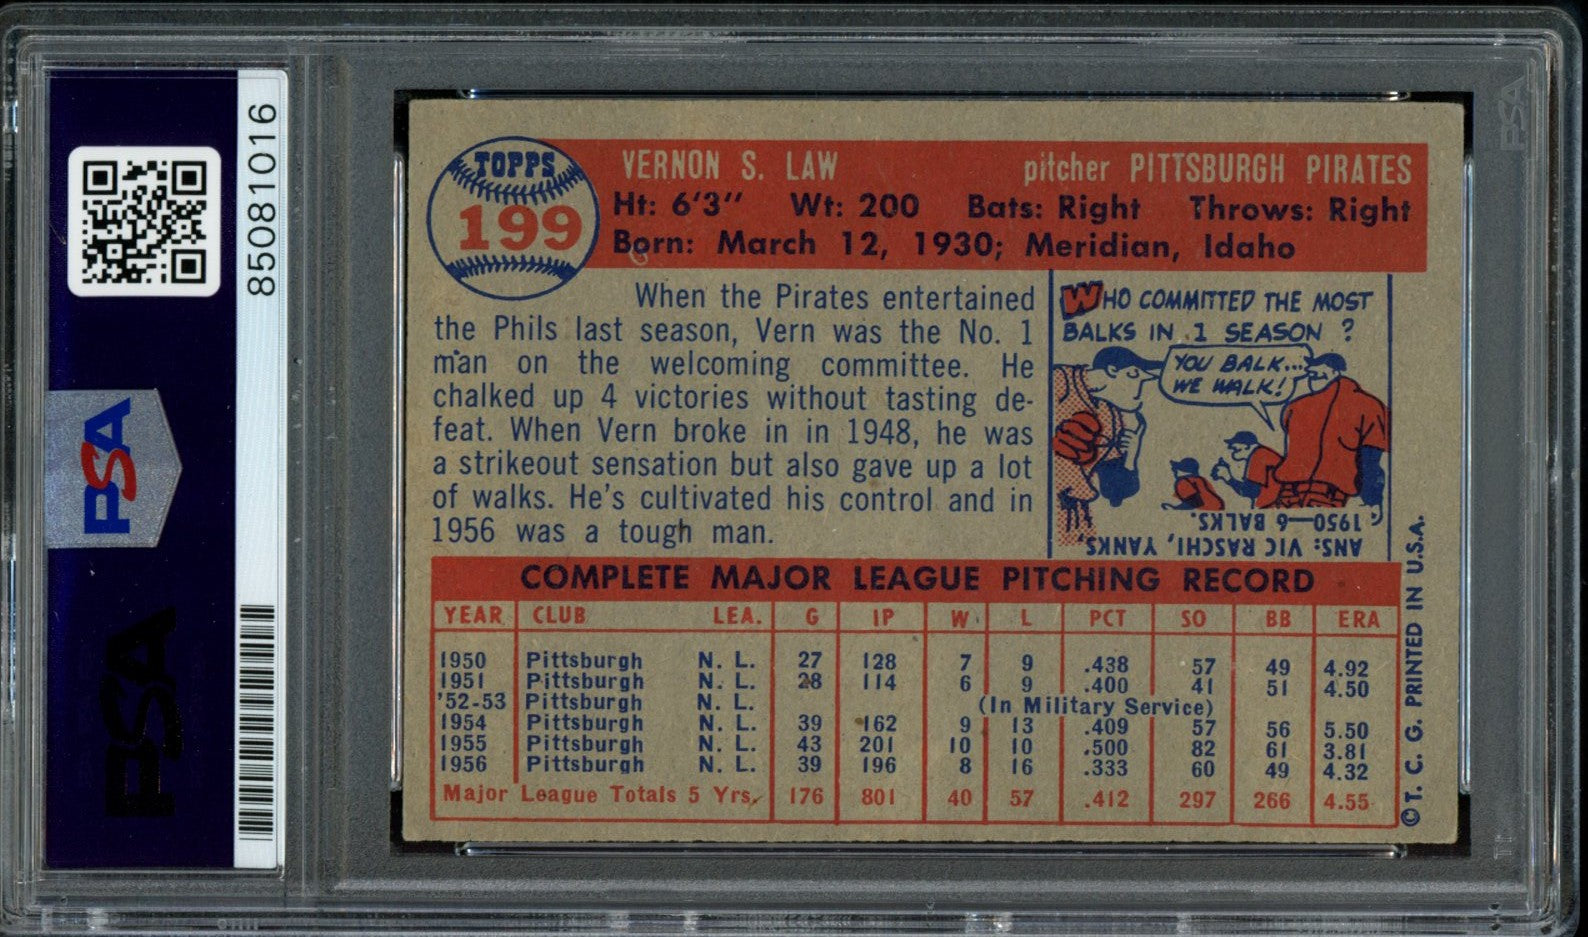 85081016
PSA
PSA
PSA
TOPPS
199
VERNON S. LAW pitcher PITTSBURGH PIRATES
Ht: 6'3" Wt: 200 Bats: Right Throws: Right
Born: March 12, 1930; Meridian, Idaho
When the Pirates entertained
the Phils last season, Vern was the No. 1
man on the welcoming committee. He
chalked up 4 victories without tasting de-
feat. When Vern broke in in 1948, he was
a strikeout sensation but also gave up a lot
of walks. He's cultivated his control and in
1956 was a tough man.
WHO COMMITTED THE MOST
BALKS IN 1 SEASON?
YOU BALK...
WE WALK!
ANS: VIC RASCHI, YANKS,
1950—6 BALKS.
COMPLETE MAJOR LEAGUE PITCHING RECORD
YEAR CLUB LEA. G IP W L PCT SO BB ERA
1950 Pittsburgh N. L. 27 128 7 9 .438 57 49 4.92
1951 Pittsburgh N. L. 28 114 6 9 .400 41 51 4.50
'52-53 Pittsburgh N. L. (In Military Service)
1954 Pittsburgh N. L. 39 162 9 13 .409 57 56 5.50
1955 Pittsburgh N. L. 43 201 10 10 .500 82 61 3.81
1956 Pittsburgh N. L. 39 196 8 16 .333 60 49 4.32
Major League Totals 5 Yrs. 176 801 40 57 .412 297 266 4.55
©T. C. G. PRINTED IN U.S.A.